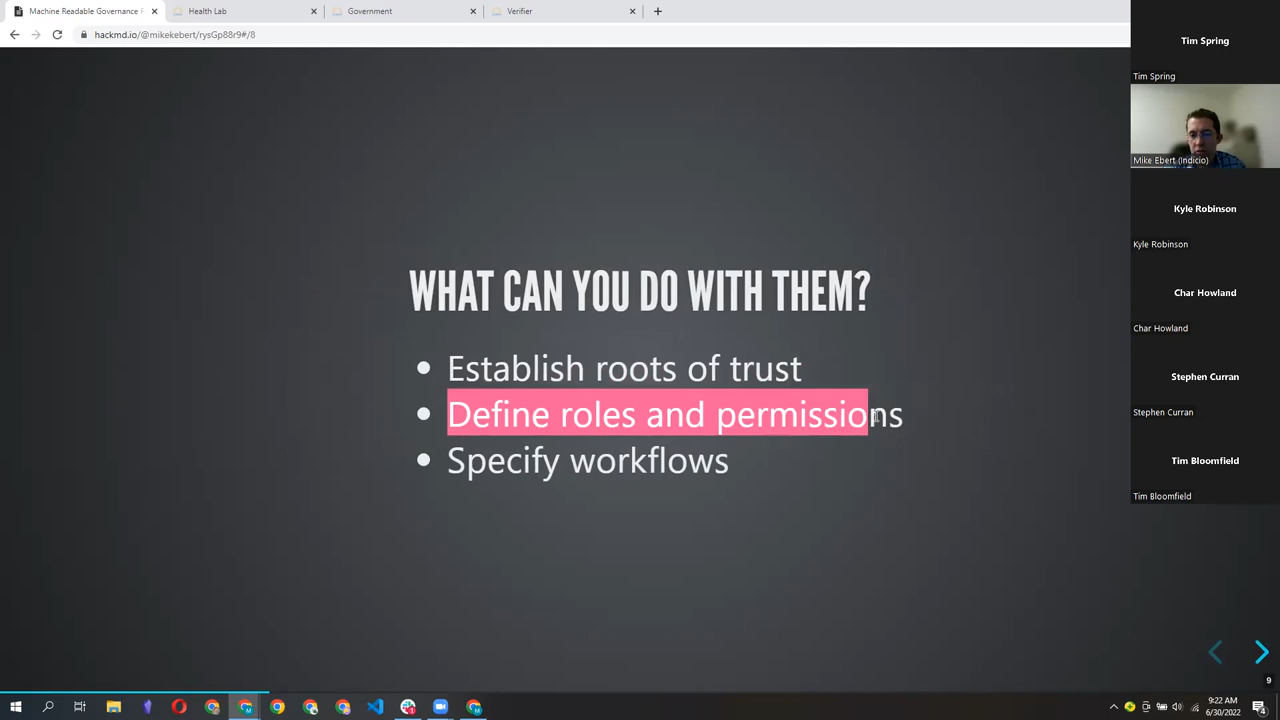 Machine Readable Governance F
Health Lab
Government
Verifier
hackmd.io/@mikekebert/rysGp88r9#/8
WHAT CAN YOU DO WITH THEM?
Establish roots of trust
Define roles and permissions
Specify workflows
Tim Spring
Tim Spring
Mike Ebert (Indicio)
Kyle Robinson
Kyle Robinson
Char Howland
Char Howland
Stephen Curran
Stephen Curran
Tim Bloomfield
Tim Bloomfield
9
9:22 AM
6/30/2022
4